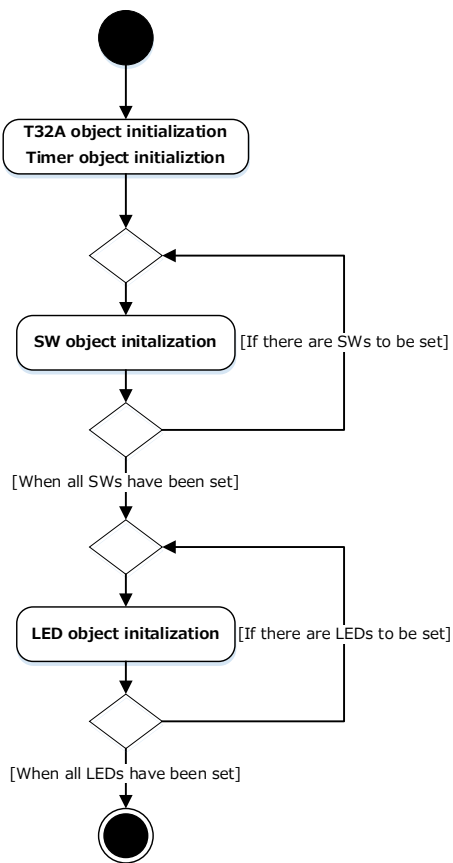 T32A object initialization
Timer object initializtion
SW object initalization
[If there are SWs to be set]
[When all SWs have been set]
LED object initalization
[If there are LEDs to be set]
[When all LEDs have been set]